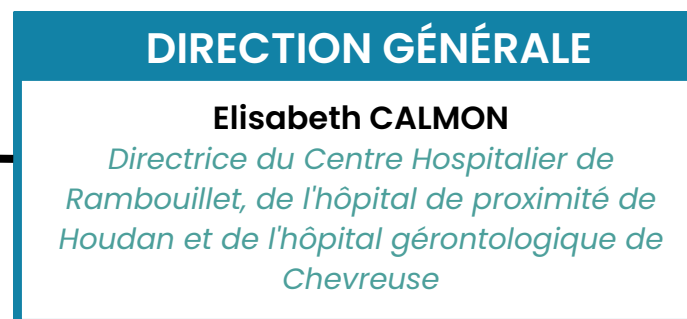 DIRECTION GÉNÉRALE
Elisabeth CALMON
Directrice du Centre Hospitalier de
Rambouillet, de l'hôpital de proximité de
Houdan et de l'hôpital gérontologique de
Chevreuse